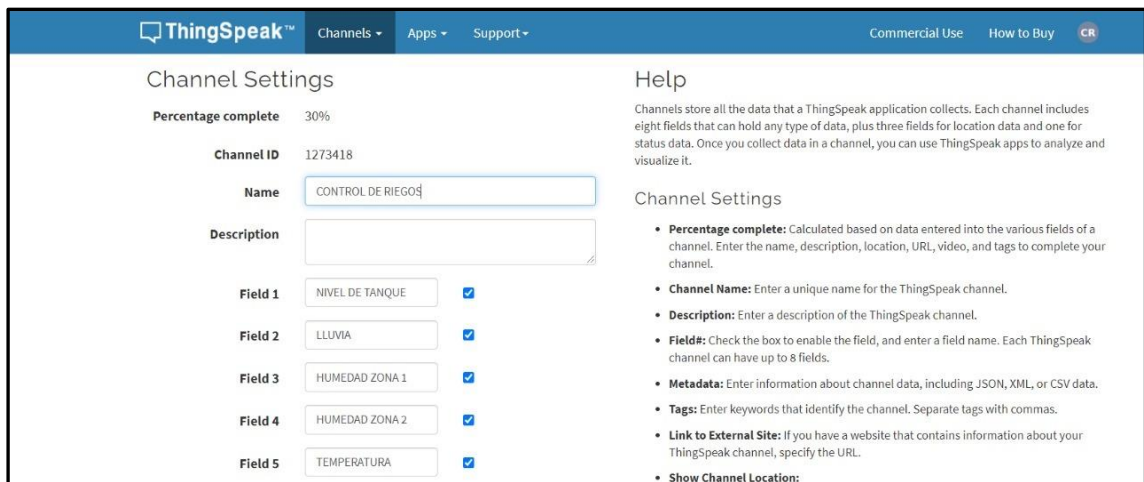 ThingSpeak™ Channels Apps Support Commercial Use How to Buy CR
Channel Settings
Percentage complete 30%
Channel ID 1273418
Name CONTROL DE RIEGOS
Description
Field 1 NIVEL DE TANQUE
Field 2 LLUVIA
Field 3 HUMEDAD ZONA 1
Field 4 HUMEDAD ZONA 2
Field 5 TEMPERATURA
Help
Channels store all the data that a ThingSpeak application collects. Each channel includes
eight fields that can hold any type of data, plus three fields for location data and one for
status data. Once you collect data in a channel, you can use ThingSpeak apps to analyze and
visualize it.
Channel Settings
• Percentage complete: Calculated based on data entered into the various fields of a
channel. Enter the name, description, location, URL, video, and tags to complete your
channel.
• Channel Name: Enter a unique name for the ThingSpeak channel.
• Description: Enter a description of the ThingSpeak channel.
• Field#: Check the box to enable the field, and enter a field name. Each ThingSpeak
channel can have up to 8 fields.
• Metadata: Enter information about channel data, including JSON, XML, or CSV data.
• Tags: Enter keywords that identify the channel. Separate tags with commas.
• Link to External Site: If you have a website that contains information about your
ThingSpeak channel, specify the URL.
• Show Channel Location: